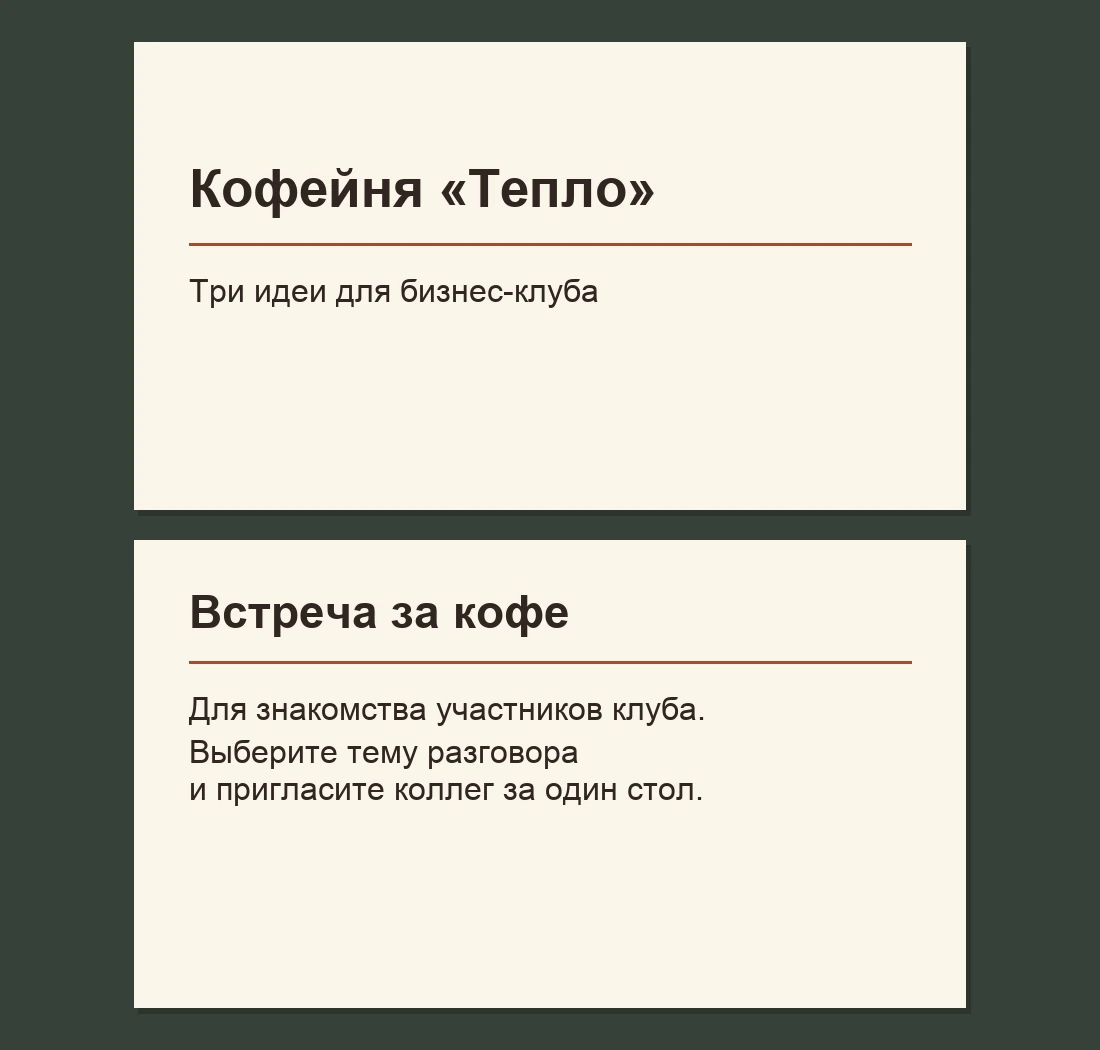 Кофейня «Тепло»
Три идеи для бизнес-клуба
Встреча за кофе
Для знакомства участников клуба.
Выберите тему разговора
и пригласите коллег за один стол.